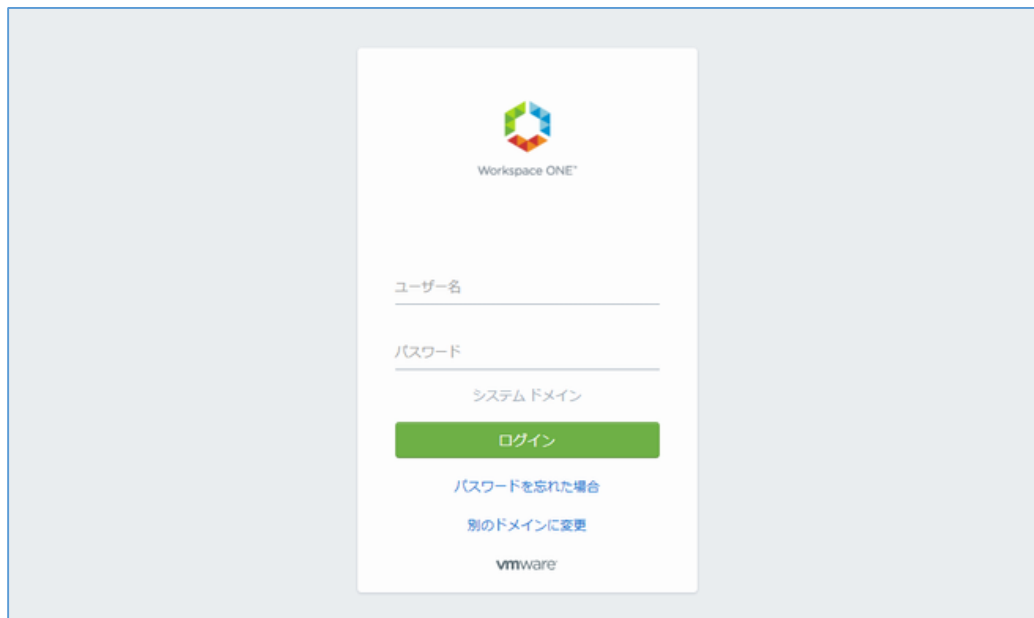 Workspace ONE™
ユーザー名
パスワード
システム ドメイン
ログイン
パスワードを忘れた場合
別のドメインに変更
vmware